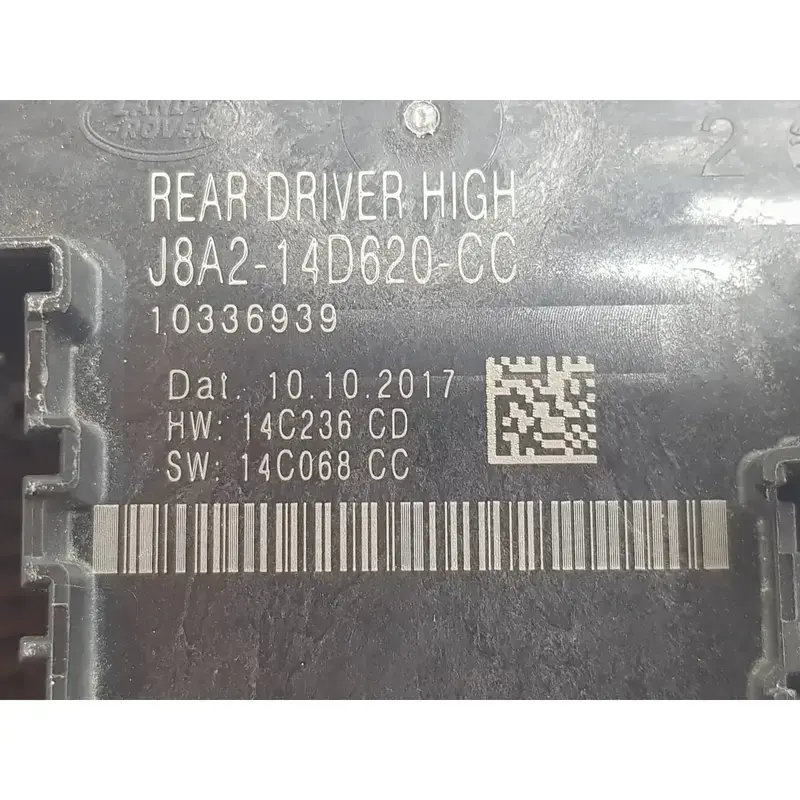 LAND-
-ROVER
2
REAR DRIVER HIGH
J8A2-14D620-CC
10336939
Dat. 10.10.2017
HW: 14C236 CD
SW: 14C068 CC